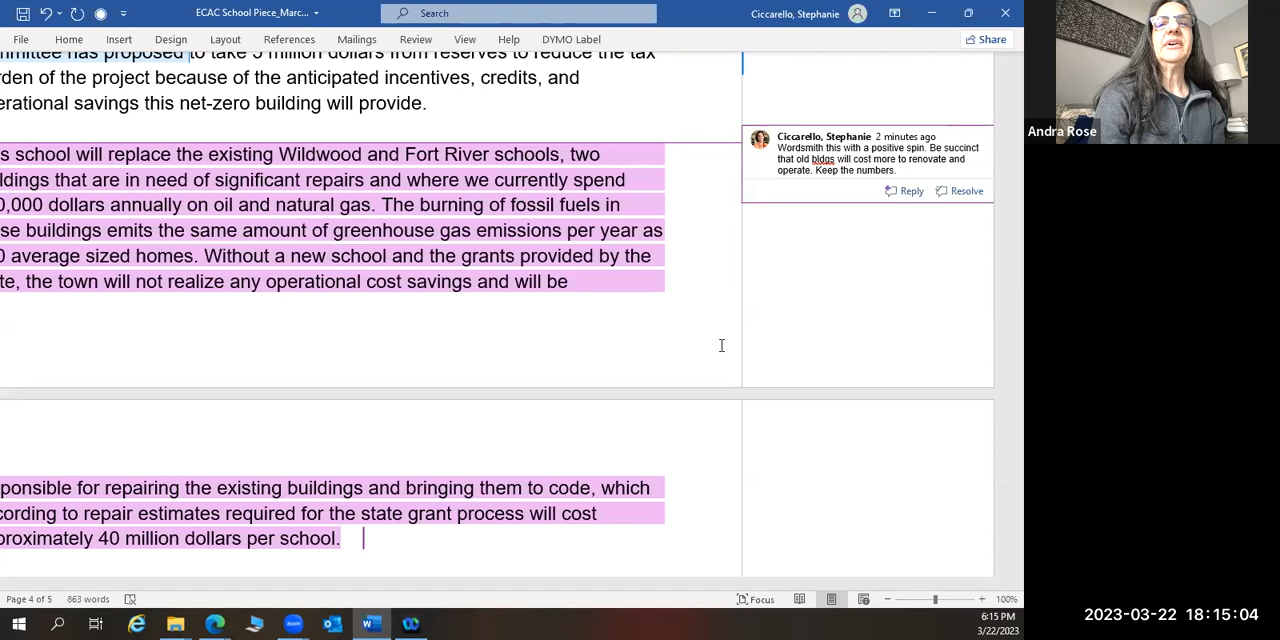 ECAC School Piece_Marc...
Search
Ciccarello, Stephanie
File Home Insert Design Layout References Mailings Review View Help DYMO Label
Share
mmittee has proposed to take 5 million dollars from reserves to reduce the tax
rden of the project because of the anticipated incentives, credits, and
erational savings this net-zero building will provide.
s school will replace the existing Wildwood and Fort River schools, two
ldings that are in need of significant repairs and where we currently spend
0,000 dollars annually on oil and natural gas. The burning of fossil fuels in
se buildings emits the same amount of greenhouse gas emissions per year as
0 average sized homes. Without a new school and the grants provided by the
te, the town will not realize any operational cost savings and will be
Ciccarello, Stephanie 2 minutes ago
Wordsmith this with a positive spin. Be succinct
that old bldgs will cost more to renovate and
operate. Keep the numbers.
Reply Resolve
ponsible for repairing the existing buildings and bringing them to code, which
cording to repair estimates required for the state grant process will cost
proximately 40 million dollars per school.
Page 4 of 5 863 words
Focus
100%
6:15 PM
3/22/2023
Andra Rose
2023-03-22 18:15:04